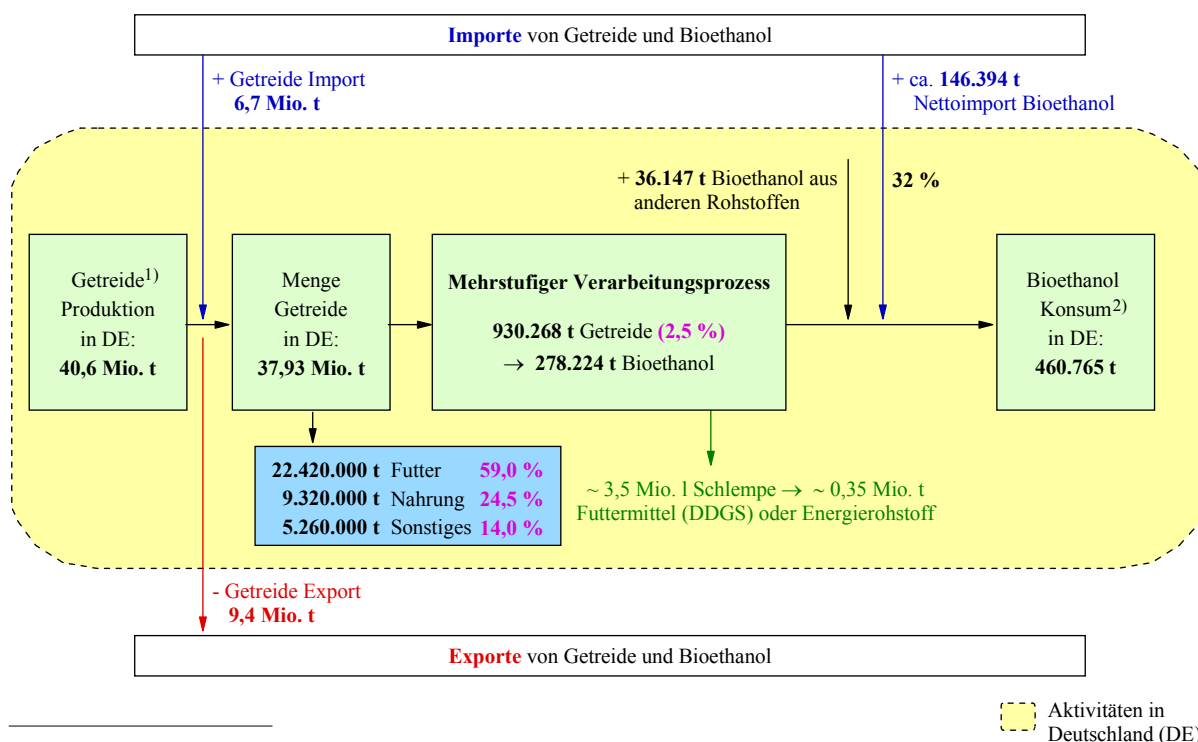 Importe von Getreide und Bioethanol
+ Getreide Import
6,7 Mio. t
+ ca. 146.394 t
Nettoimport Bioethanol
+ 36.147 t Bioethanol aus
anderen Rohstoffen
32 %
Getreide1)
Produktion
in DE:
40,6 Mio. t
Menge
Getreide
in DE:
37,93 Mio. t
Mehrstufiger Verarbeitungsprozess
930.268 t Getreide (2,5 %)
→ 278.224 t Bioethanol
Bioethanol
Konsum2)
in DE:
460.765 t
22.420.000 t Futter 59,0 %
9.320.000 t Nahrung 24,5 %
5.260.000 t Sonstiges 14,0 %
~ 3,5 Mio. l Schlempe → ~ 0,35 Mio. t
Futtermittel (DDGS) oder Energierohstoff
- Getreide Export
9,4 Mio. t
Exporte von Getreide und Bioethanol
Aktivitäten in
Deutschland (DE)